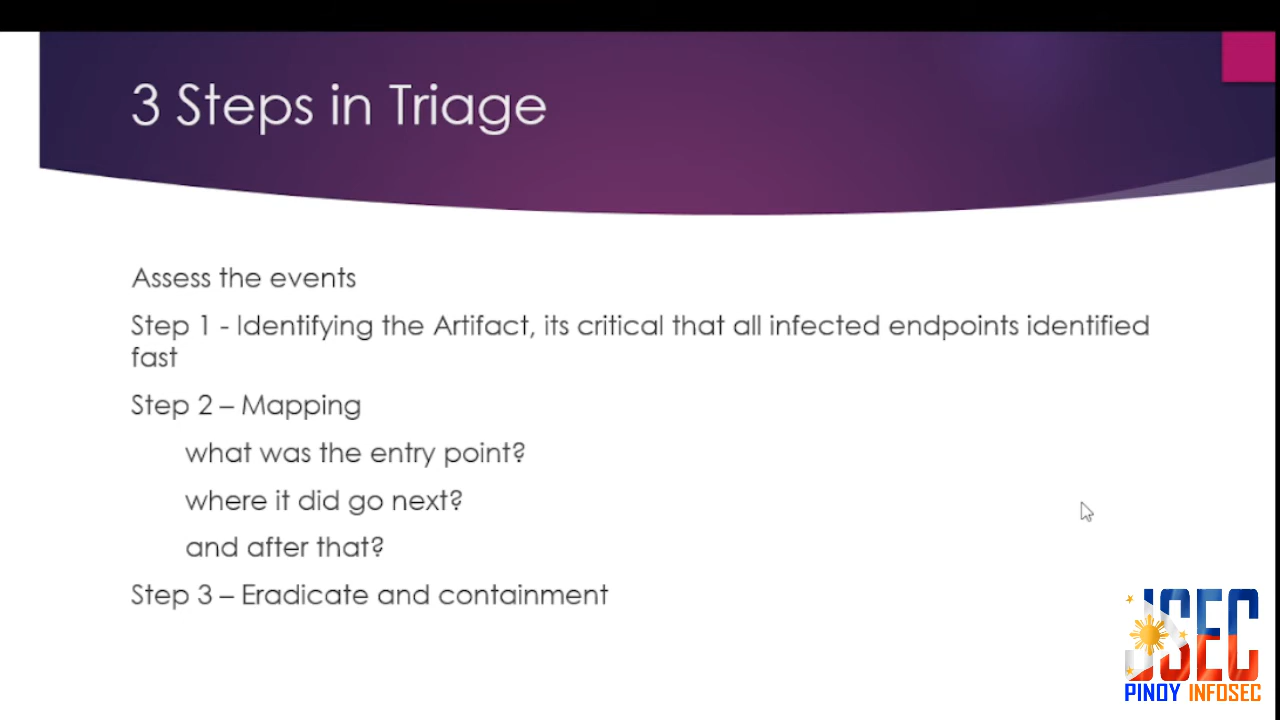 3 Steps in Triage
Assess the events
Step 1 - Identifying the Artifact, its critical that all infected endpoints identified
fast
Step 2 – Mapping
what was the entry point?
where it did go next?
and after that?
Step 3 – Eradicate and containment
JSEC
PINOY INFOSEC